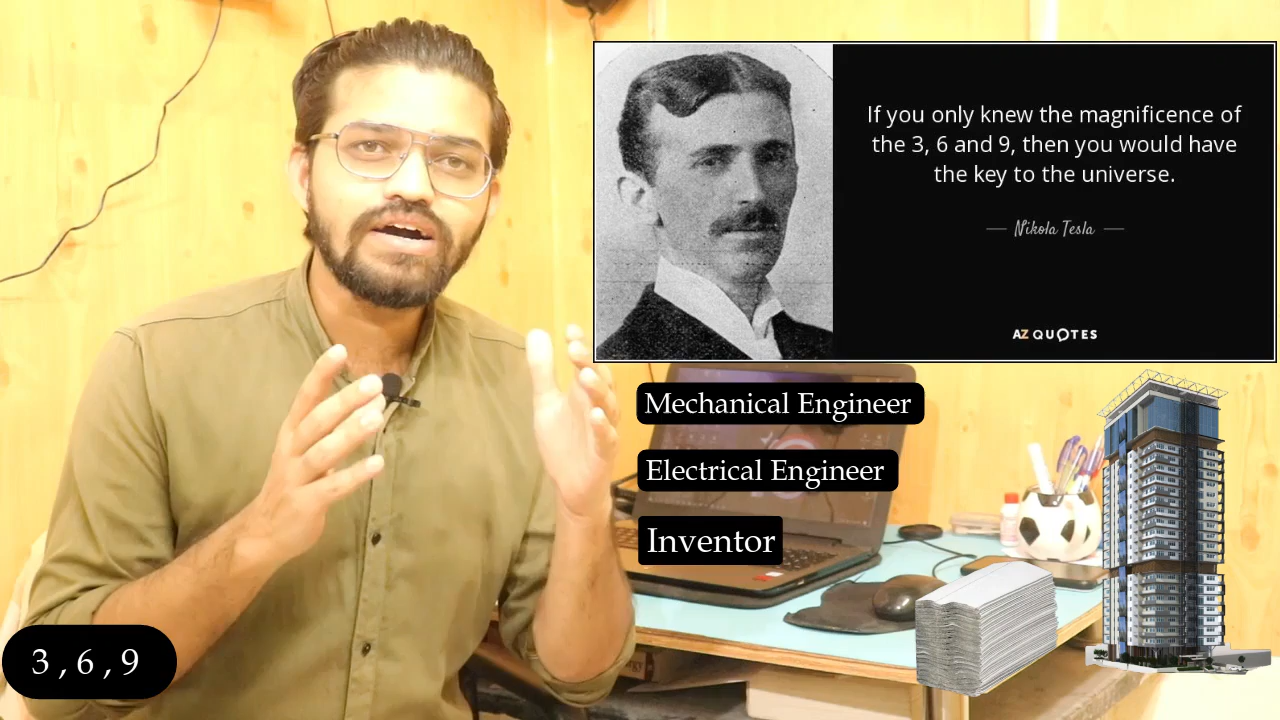 If you only knew the magnificence of
the 3, 6 and 9, then you would have
the key to the universe.
— Nikola Tesla —
AZ QUOTES
Mechanical Engineer
Electrical Engineer
Inventor
3 , 6 , 9